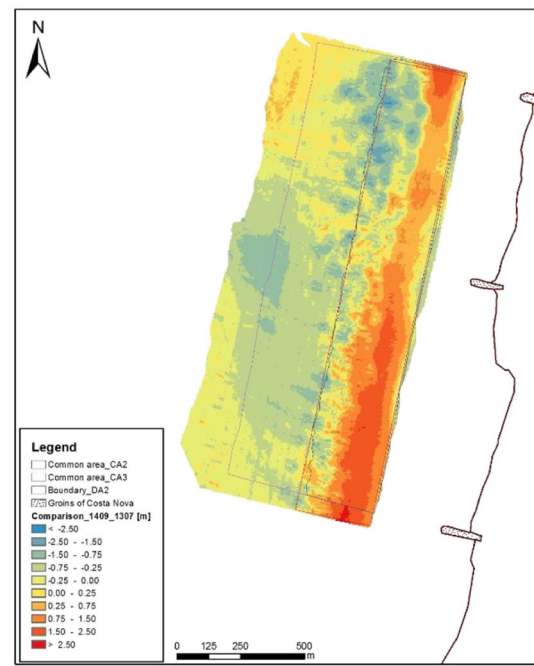 N
Legend
Common area_CA2
Common area_CA3
Boundary_DA2
Groins of Costa Nova
Comparison_1409_1307 [m]
< -2.50
-2.50 - -1.50
-1.50 - -0.75
-0.75 - -0.25
-0.25 - 0.00
0.00 - 0.25
0.25 - 0.75
0.75 - 1.50
1.50 - 2.50
> 2.50
0 125 250 500
m